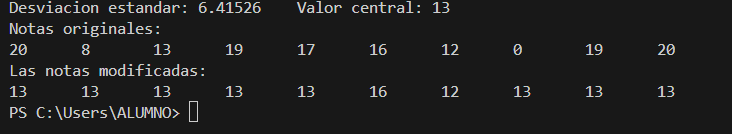 Desviacion estandar: 6.41526    Valor central: 13
Notas originales:
20      8       13      19      17      16      12      0       19      20
Las notas modificadas:
13      13      13      13      13      16      12      13      13      13
PS C:\Users\ALUMNO>